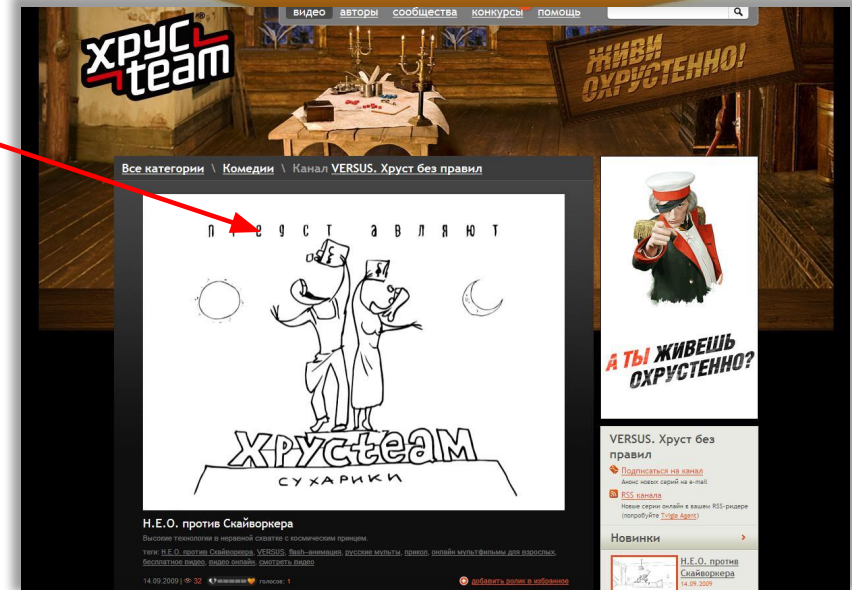 видео авторы сообщества конкурсы помощь
хрус
team
ЖИВИ
ОХРУСТЕННО!
Все категории \ Комедии \ Канал VERSUS. Хруст без правил
представляют
ХРУСteam
СУХАРИКИ
А ТЫ ЖИВЕШЬ
ОХРУСТЕННО?
Н.Е.О. против Скайворкера
Высокие технологии в неравной схватке с космическим принцем.
теги: Н.Е.О. против Скайворкера, VERSUS, flash-анимация, русские мульты, прикол, онлайн мультфильмы для взрослых,
бесплатное видео, видео онлайн, смотреть видео
14.09.2009 | 32 голосов: 1
добавить ролик в избранное
VERSUS. Хруст без
правил
Подписаться на канал
Анонс новых серий на e-mail
RSS канала
Новые серии онлайн в вашем RSS-ридере
(попробуйте Tvigle Agent)
Новинки
Н.Е.О. против
Скайворкера
14.09.2009